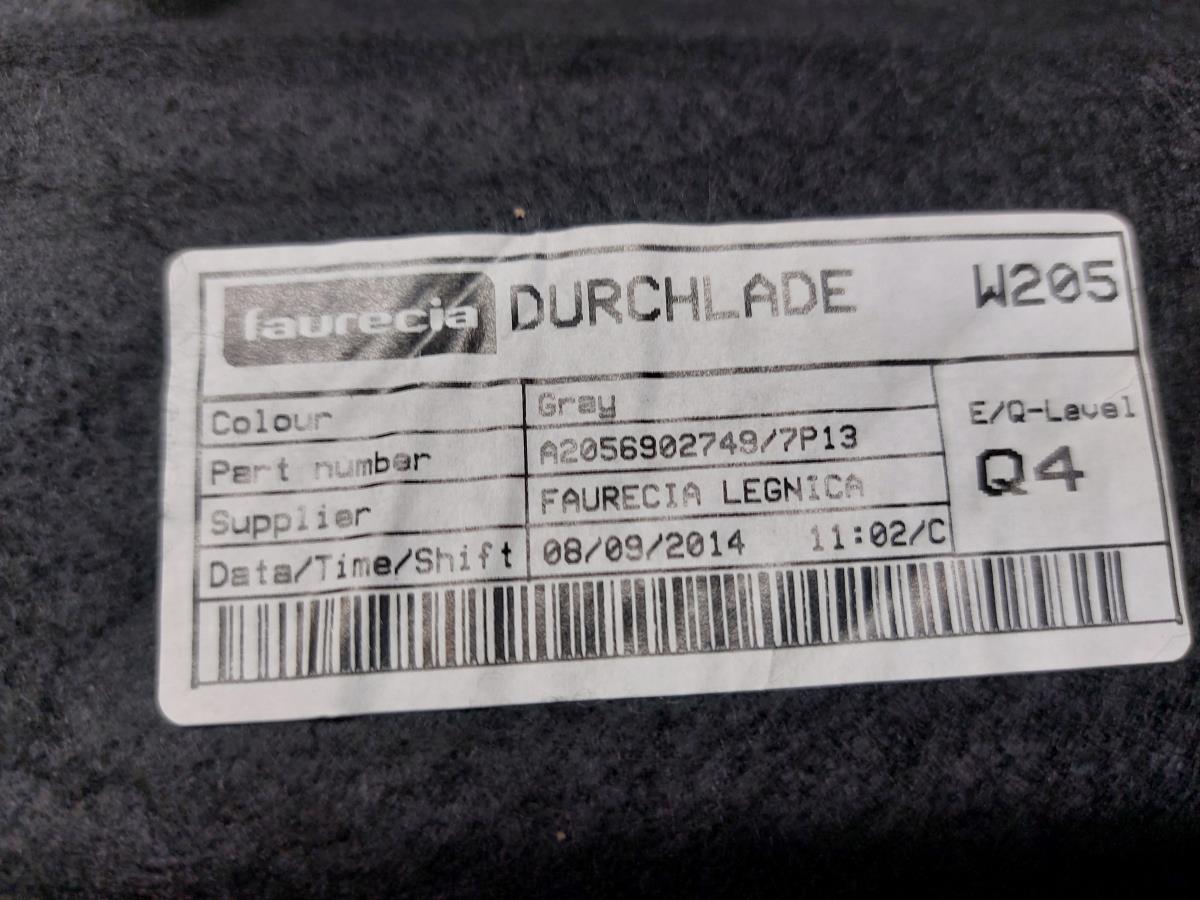 faurecia DURCHLADE W205
Colour Gray
Part number A2056902749/7P13
Supplier FAURECIA LEGNICA
Data/Time/Shift 08/09/2014 11:02/C
E/Q-Level
Q4